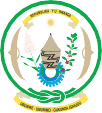 REPUBULIKA Y'U RWANDA
UBUMWE - UMURIMO - GUKUNDA IGIHUGU